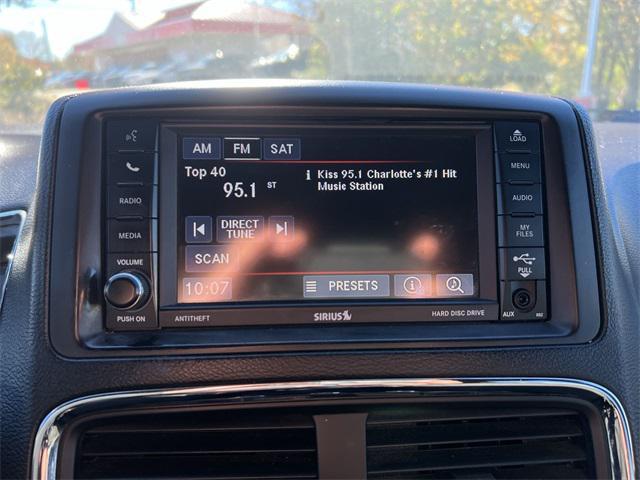 LOAD
AM FM SAT
PHONE
MENU
Top 40
i Kiss 95.1 Charlotte's #1 Hit
Music Station
95.1 ST
RADIO
AUDIO
DIRECT
TUNE
MEDIA
MY
FILES
SCAN
VOLUME
PULL
10:07
PRESETS
i
PUSH ON
ANTITHEFT
SIRIUS
HARD DISC DRIVE
AUX